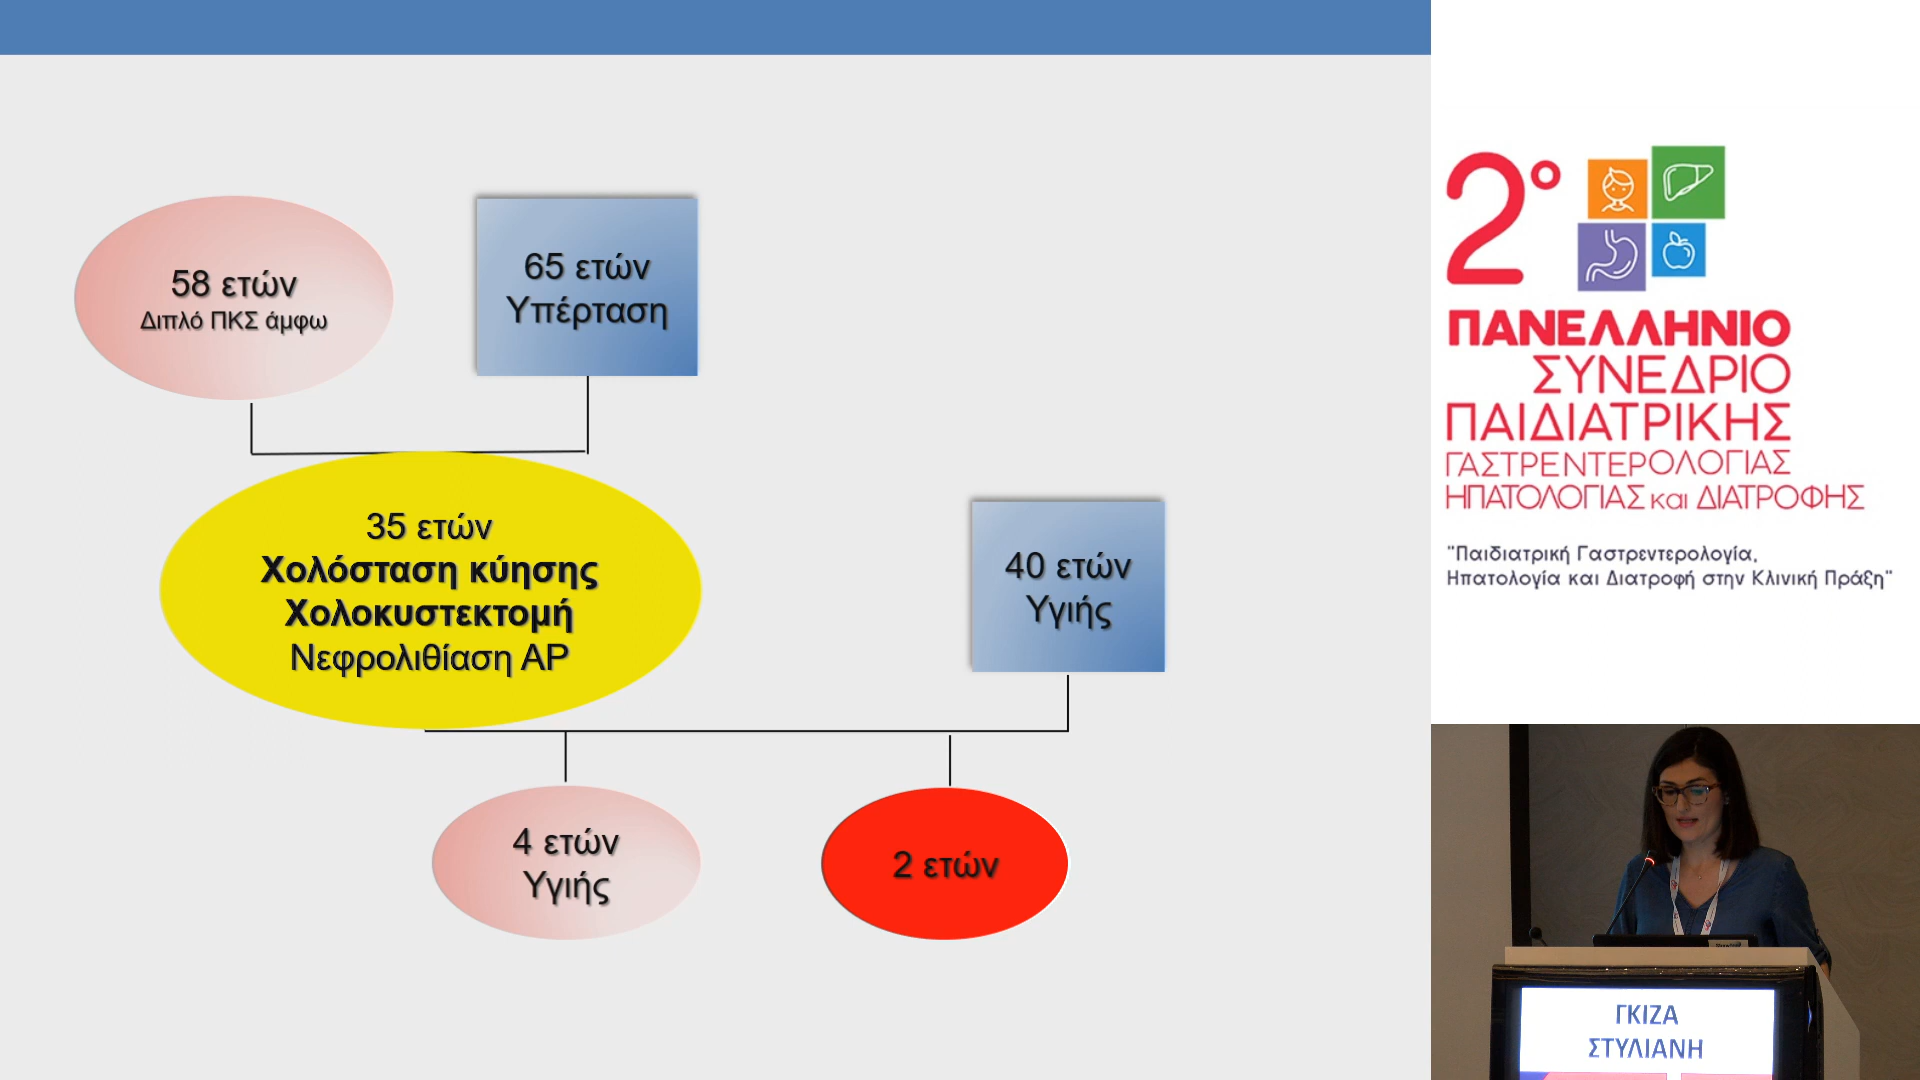 58 ετών
Διπλό ΠΚΣ άμφω
65 ετών
Υπέρταση
35 ετών
Χολόσταση κύησης
Χολοκυστεκτομή
Νεφρολιθίαση ΑΡ
40 ετών
Υγιής
4 ετών
Υγιής
2 ετών
2°
ΠΑΝΕΛΛΗΝΙΟ
ΣΥΝΕΔΡΙΟ
ΠΑΙΔΙΑΤΡΙΚΗΣ
ΓΑΣΤΡΕΝΤΕΡΟΛΟΓΙΑΣ
ΗΠΑΤΟΛΟΓΙΑΣ και ΔΙΑΤΡΟΦΗΣ
"Παιδιατρική Γαστρεντερολογία,
Ηπατολογία και Διατροφή στην Κλινική Πράξη"
ΓΚΙΖΑ
ΣΤΥΛΙΑΝΗ